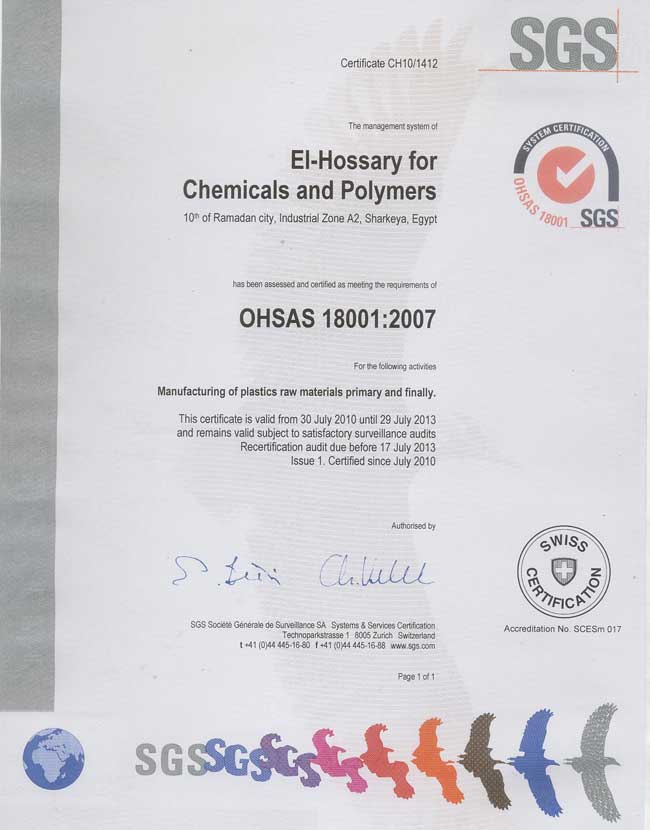 SGS
Certificate CH10/1412
The management system of
El-Hossary for
Chemicals and Polymers
10th of Ramadan city, Industrial Zone A2, Sharkeya, Egypt
SYSTEM CERTIFICATION
OHSAS 18001
SGS
has been assessed and certified as meeting the requirements of
OHSAS 18001:2007
For the following activities
Manufacturing of plastics raw materials primary and finally.
This certificate is valid from 30 July 2010 until 29 July 2013
and remains valid subject to satisfactory surveillance audits
Recertification audit due before 17 July 2013
Issue 1. Certified since July 2010
Authorised by
SWISS
CERTIFICATION
Accreditation No. SCESm 017
SGS Société Générale de Surveillance SA Systems & Services Certification
Technoparkstrasse 1 8005 Zurich Switzerland
t +41 (0)44 445-16-80 f +41 (0)44 445-16-88 www.sgs.com
Page 1 of 1
SGS SGS SGS